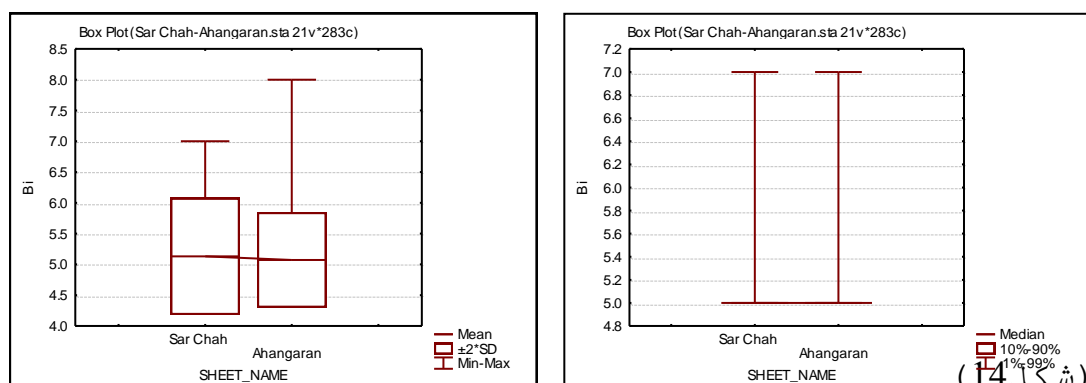 Box Plot (Sar Chah-Ahangaran.sta 21v*283c)
8.5
8.0
7.5
7.0
6.5
6.0
5.5
5.0
4.5
4.0
Bi
Sar Chah
Ahangaran
SHEET_NAME
Mean
±2*SD
Min-Max
Box Plot (Sar Chah-Ahangaran.sta 21v*283c)
7.2
7.0
6.8
6.6
6.4
6.2
6.0
5.8
5.6
5.4
5.2
5.0
4.8
Bi
Sar Chah
Ahangaran
SHEET_NAME
Median
10%-90%
1%-99%
(شکل 14)